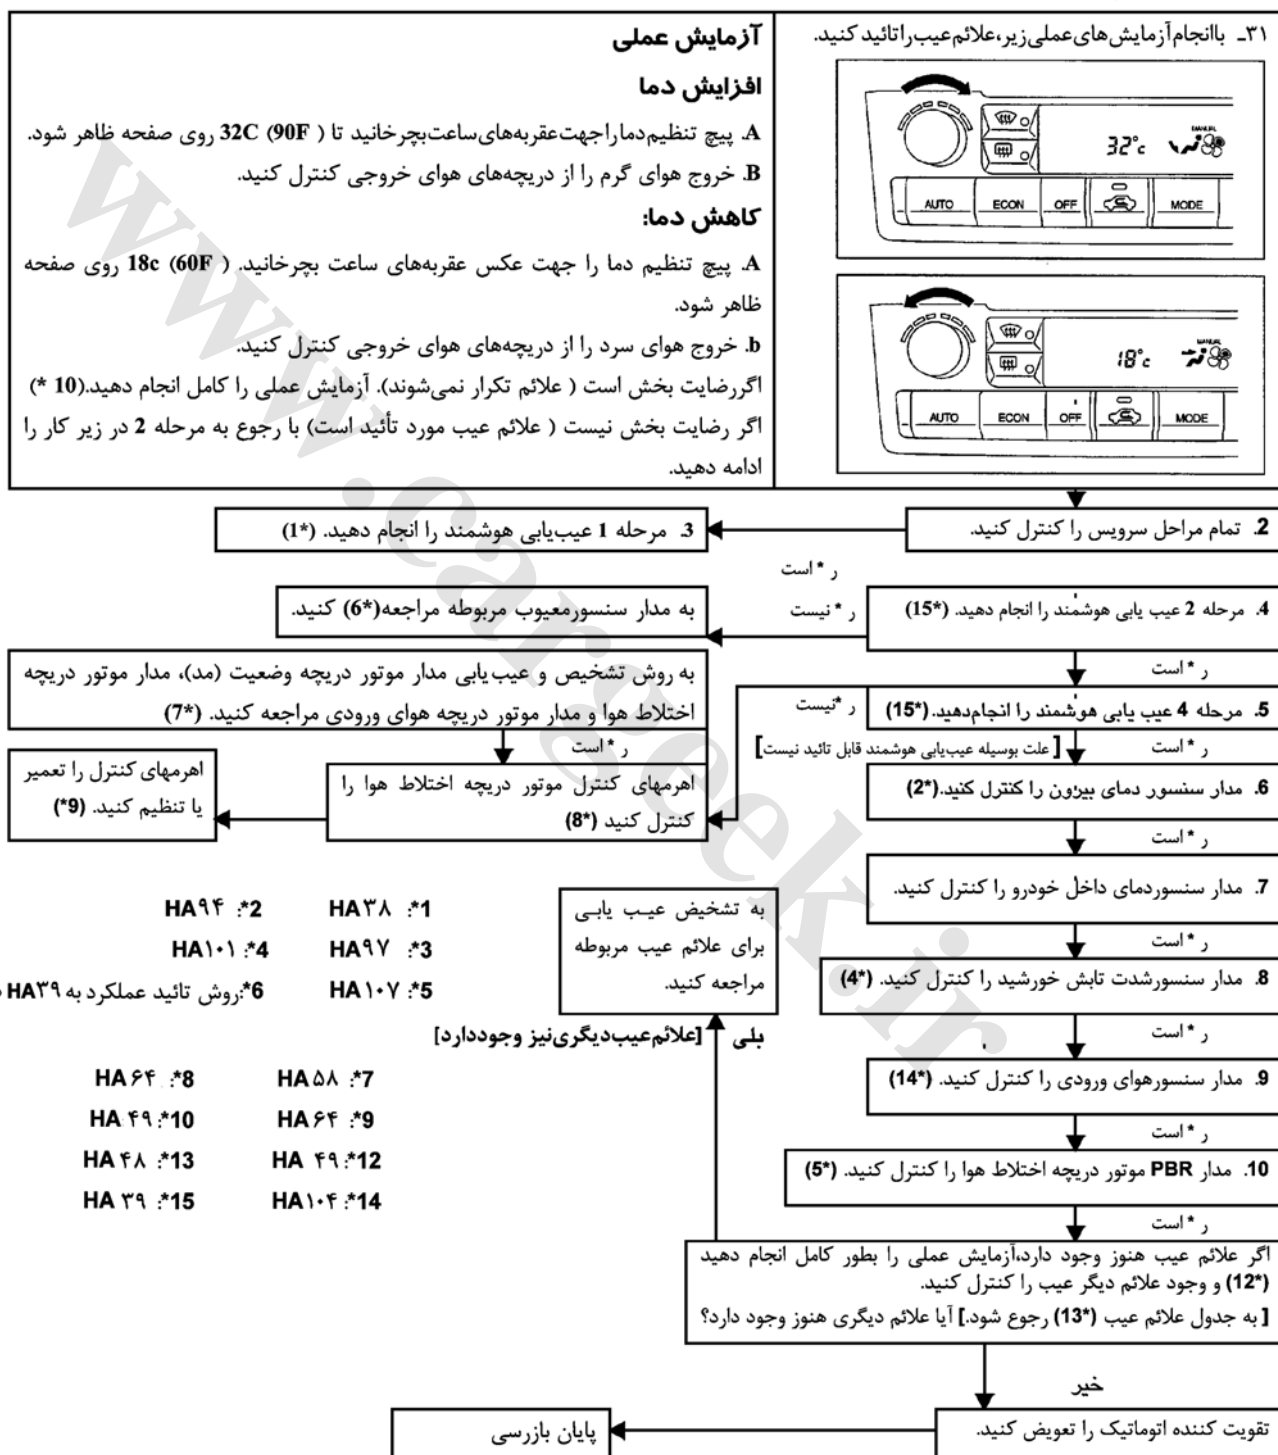 ۳۱ـ باانجام آزمایش‌های عملی زیر، علائم عیب را تائید کنید.
MANUAL
32°c
AUTO
ECON
OFF
MODE
MANUAL
18°c
AUTO
ECON
OFF
MODE
آزمایش عملی
افزایش دما
A. پیچ تنظیم دما را جهت عقربه‌های ساعت بچرخانید تا ( 32C (90F روی صفحه ظاهر شود.
B. خروج هوای گرم را از دریچه‌های هوای خروجی کنترل کنید.
کاهش دما:
A. پیچ تنظیم دما را جهت عکس عقربه‌های ساعت بچرخانید. ( 18c (60F روی صفحه
ظاهر شود.
b. خروج هوای سرد را از دریچه‌های هوای خروجی کنترل کنید.
اگررضایت بخش است ( علائم تکرار نمی‌شوند). آزمایش عملی را کامل انجام دهید.(10 *)
اگر رضایت بخش نیست ( علائم عیب مورد تأئید است) با رجوع به مرحله 2 در زیر کار را
ادامه دهید.
2. تمام مراحل سرویس را کنترل کنید.
3. مرحله 1 عیب‌یابی هوشمند را انجام دهید. (*1)
ر * است
4. مرحله 2 عیب یابی هوشمند را انجام دهید. (*15)
ر * نیست
به مدار سنسورمعیوب مربوطه مراجعه(*6) کنید.
ر * است
به روش تشخیص و عیب یابی مدار موتور دریچه وضعیت (مد)، مدار موتور دریچه
اختلاط هوا و مدار موتور دریچه هوای ورودی مراجعه کنید. (*7)
5. مرحله 4 عیب یابی هوشمند را انجام‌دهید. (*15)
ر *نیست
ر * است
[ علت بوسیله عیب‌یابی هوشمند قابل تائید نیست]
ر * است
اهرمهای کنترل موتور دریچه اختلاط هوا را
کنترل کنید (*8)
اهرمهای کنترل را تعمیر
یا تنظیم کنید. (*9)
6. مدار سنسور دمای بیرون را کنترل کنید.(*2)
ر * است
7. مدار سنسوردمای داخل خودرو را کنترل کنید.
ر * است
8. مدار سنسورشدت تابش خورشید را کنترل کنید. (*4)
ر * است
9. مدار سنسورهوای ورودی را کنترل کنید. (*14)
ر * است
10. مدار PBR موتور دریچه اختلاط هوا را کنترل کنید. (*5)
ر * است
اگر علائم عیب هنوز وجود دارد،آزمایش عملی را بطور کامل انجام دهید
(*12) و وجود علائم دیگر عیب را کنترل کنید.
[ به جدول علائم عیب (*13) رجوع شود.] آیا علائم دیگری هنوز وجود دارد؟
بلی [علائم‌عیب‌دیگری‌نیز وجوددارد]
به تشخیص عیـب یابـی
برای علائم عیب مربوطه
مراجعه کنید.
خیر
تقویت کننده اتوماتیک را تعویض کنید.
پایان بازرسی
1*: HA۳۸
2*: HA۹۴
3*: HA۹۷
4*: HA۱۰۱
5*: HA۱۰۷
6*:روش تائید عملکرد به HA۳۹
7*: HA۵۸
8*: HA۶۴
9*: HA۶۴
10*: HA۴۹
12*: HA ۴۹
13*: HA ۴۸
14*: HA۱۰۴
15*: HA ۳۹
www.cargeek.ir